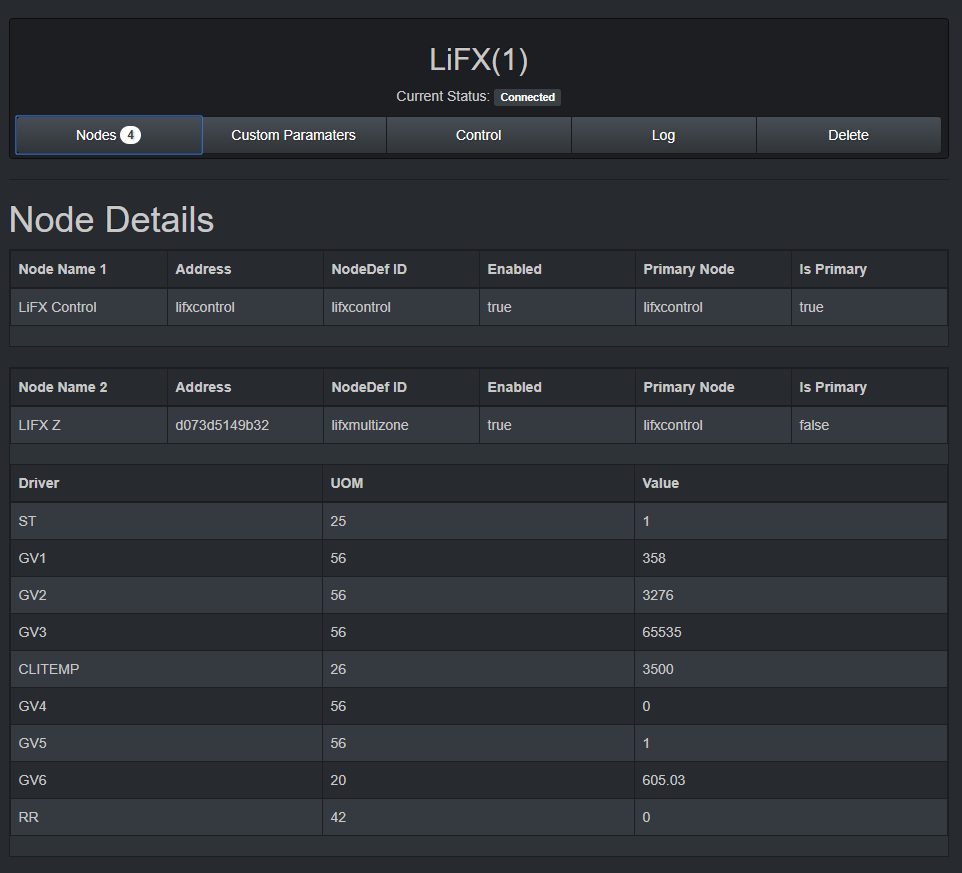 LiFX(1)
Current Status: Connected
Nodes 4 Custom Paramaters Control Log Delete
Node Details
Node Name 1 Address NodeDef ID Enabled Primary Node Is Primary
LiFX Control lifxcontrol lifxcontrol true lifxcontrol true
Node Name 2 Address NodeDef ID Enabled Primary Node Is Primary
LIFX Z d073d5149b32 lifxmultizone true lifxcontrol false
Driver UOM Value
ST 25 1
GV1 56 358
GV2 56 3276
GV3 56 65535
CLITEMP 26 3500
GV4 56 0
GV5 56 1
GV6 20 605.03
RR 42 0